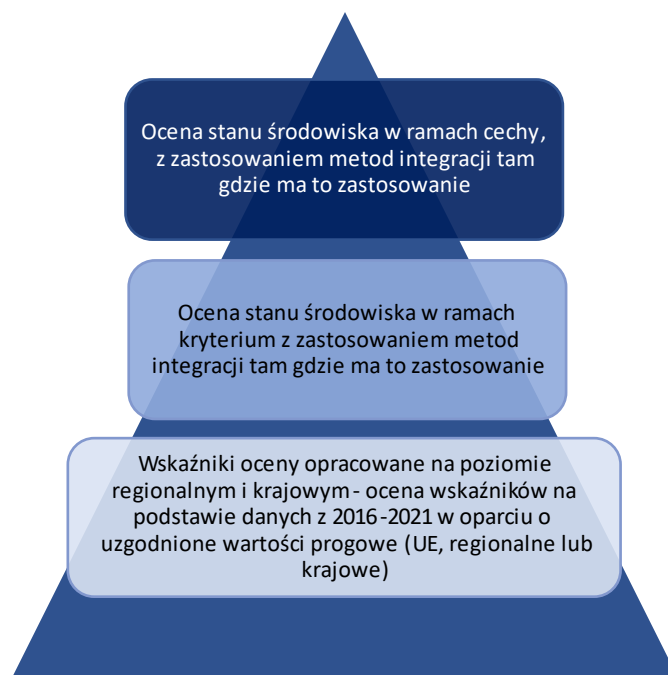 Ocena stanu środowiska w ramach cechy,
z zastosowaniem metod integracji tam
gdzie ma to zastosowanie
Ocena stanu środowiska w ramach
kryterium z zastosowaniem metod
integracji tam gdzie ma to zastosowanie
Wskaźniki oceny opracowane na poziomie
regionalnym i krajowym - ocena wskaźników na
podstawie danych z 2016 -2021 w oparciu o
uzgodnione wartości progowe (UE, regionalne lub
krajowe)